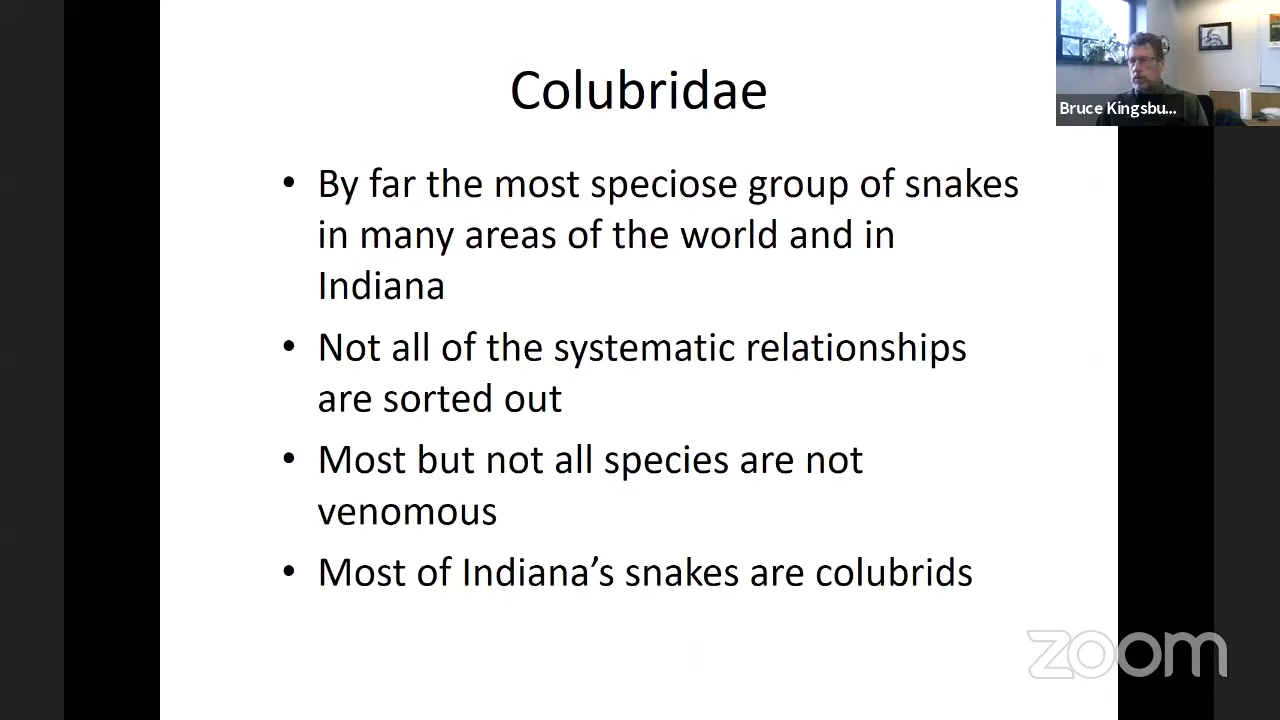 Colubridae
Bruce Kingsbu...
• By far the most speciose group of snakes
in many areas of the world and in
Indiana
• Not all of the systematic relationships
are sorted out
• Most but not all species are not
venomous
• Most of Indiana’s snakes are colubrids
zoom